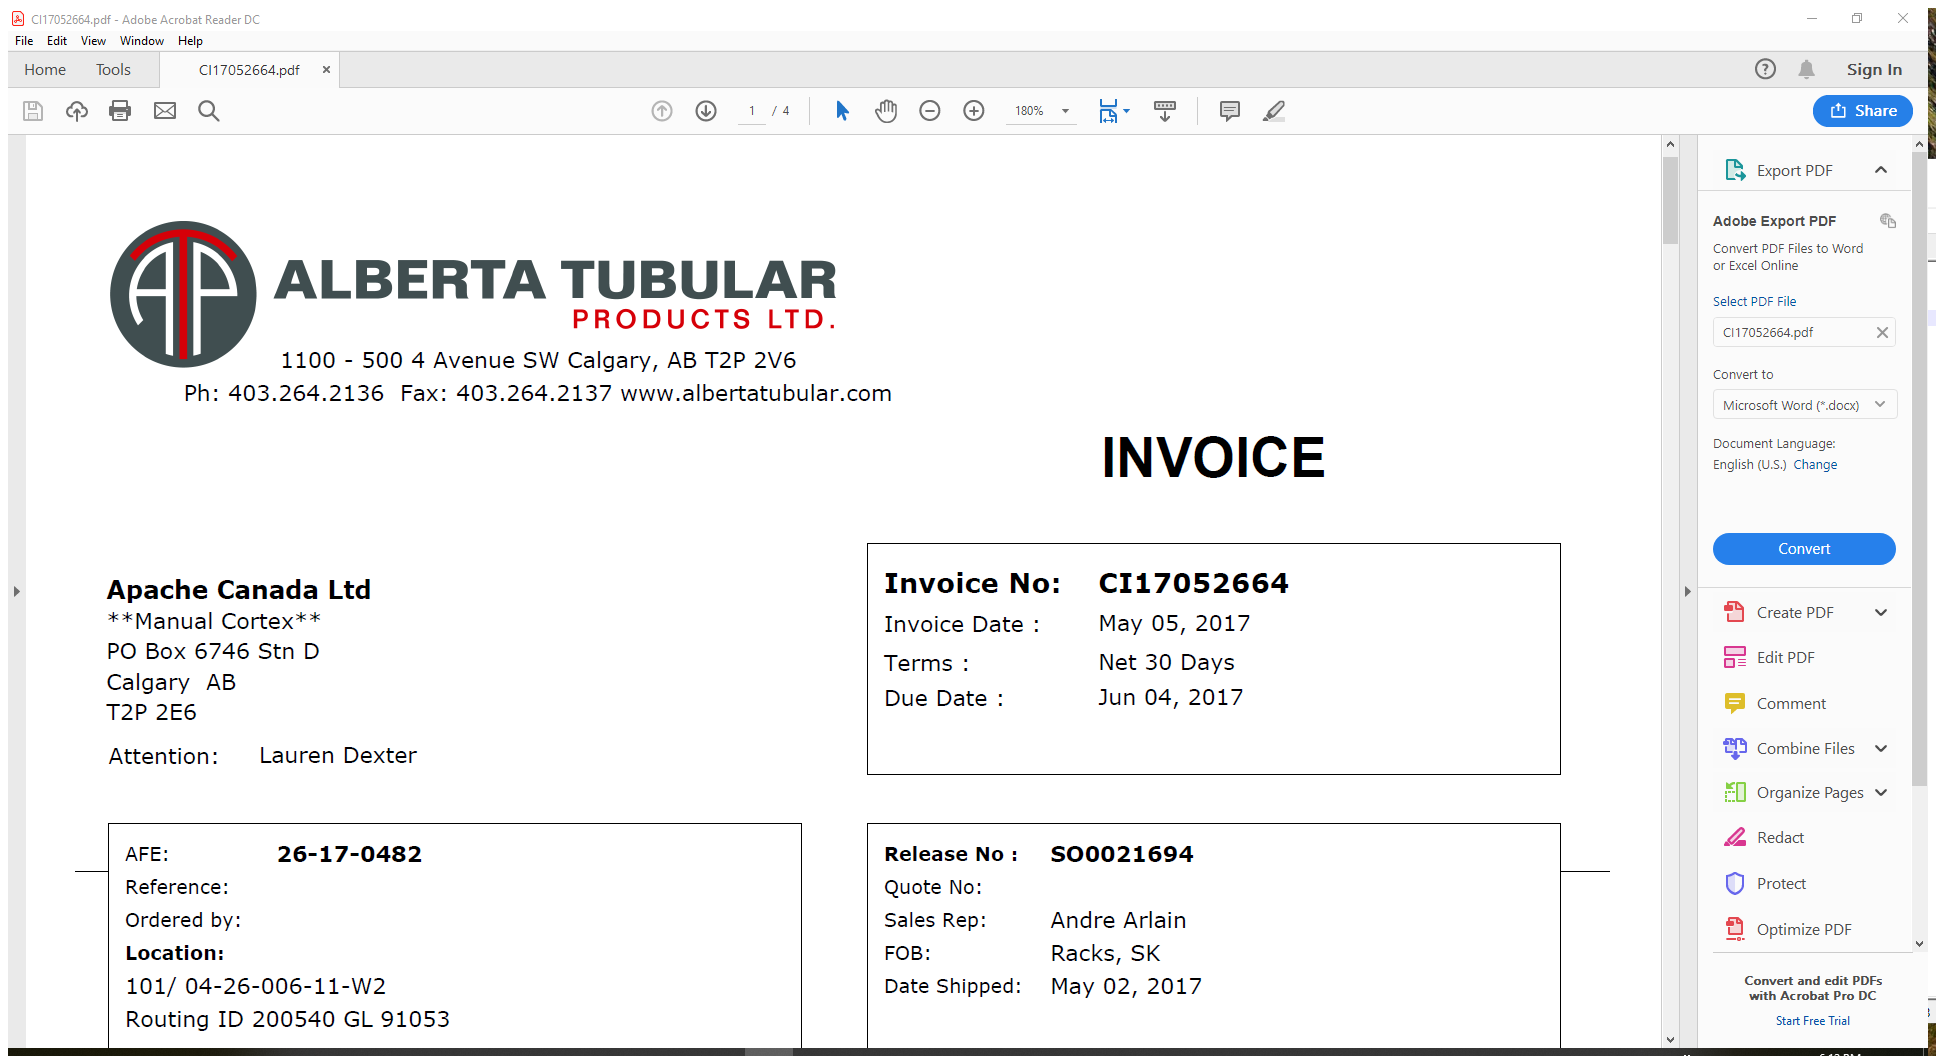 CI17052664.pdf - Adobe Acrobat Reader DC
File Edit View Window Help
Home Tools CI17052664.pdf × Sign In
1 / 4 180% Share
ATP
ALBERTA TUBULAR
PRODUCTS LTD.
1100 - 500 4 Avenue SW Calgary, AB T2P 2V6
Ph: 403.264.2136 Fax: 403.264.2137 www.albertatubular.com
INVOICE
Apache Canada Ltd
**Manual Cortex**
PO Box 6746 Stn D
Calgary AB
T2P 2E6
Attention: Lauren Dexter
Invoice No: CI17052664
Invoice Date : May 05, 2017
Terms : Net 30 Days
Due Date : Jun 04, 2017
AFE: 26-17-0482
Reference:
Ordered by:
Location:
101/ 04-26-006-11-W2
Routing ID 200540 GL 91053
Release No : SO0021694
Quote No:
Sales Rep: Andre Arlain
FOB: Racks, SK
Date Shipped: May 02, 2017
Export PDF
Adobe Export PDF
Convert PDF Files to Word
or Excel Online
Select PDF File
CI17052664.pdf
Convert to
Microsoft Word (*.docx)
Document Language:
English (U.S.) Change
Convert
Create PDF
Edit PDF
Comment
Combine Files
Organize Pages
Redact
Protect
Optimize PDF
Convert and edit PDFs
with Acrobat Pro DC
Start Free Trial